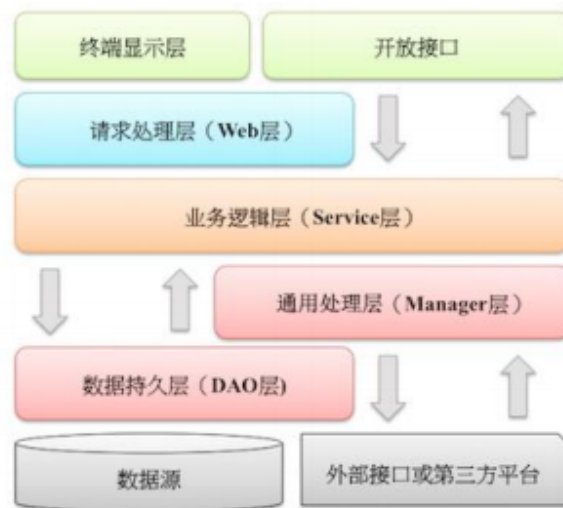 终端显示层
开放接口
请求处理层（Web层）
业务逻辑层（Service层）
通用处理层（Manager层）
数据持久层（DAO层)
数据源
外部接口或第三方平台